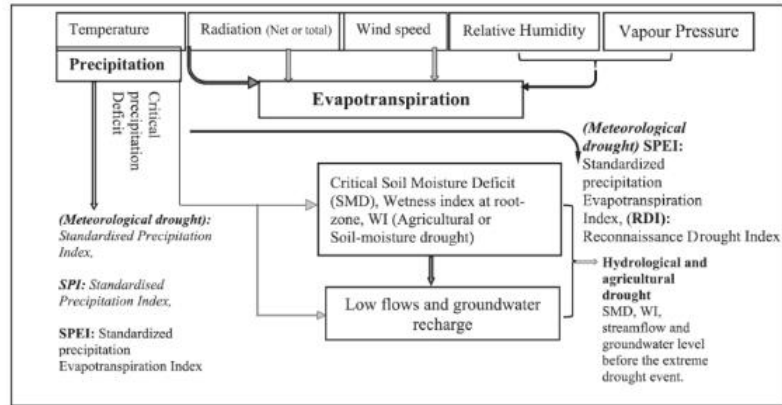 Temperature
Radiation (Net or total)
Wind speed
Relative Humidity
Vapour Pressure
Precipitation
Evapotranspiration
Critical
precipitation
Deficit
(Meteorological
drought) SPEI:
Standardized
precipitation
Evapotranspiration
Index, (RDI):
Reconnaissance Drought Index
Critical Soil Moisture Deficit
(SMD), Wetness index at root-
zone, WI (Agricultural or
Soil-moisture drought)
(Meteorological drought):
Standardised Precipitation
Index,
SPI: Standardised
Precipitation Index,
SPEI: Standardized
precipitation
Evapotranspiration Index
Low flows and groundwater
recharge
Hydrological and
agricultural
drought
SMD, WI,
streamflow and
groundwater level
before the extreme
drought event.